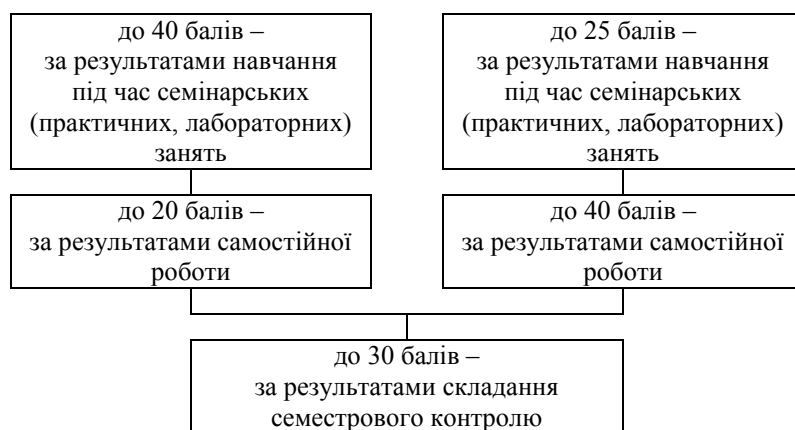 до 40 балів –
за результатами навчання
під час семінарських
(практичних, лабораторних)
занять
до 25 балів –
за результатами навчання
під час семінарських
(практичних, лабораторних)
занять
до 20 балів –
за результатами самостійної
роботи
до 40 балів –
за результатами самостійної
роботи
до 30 балів –
за результатами складання
семестрового контролю